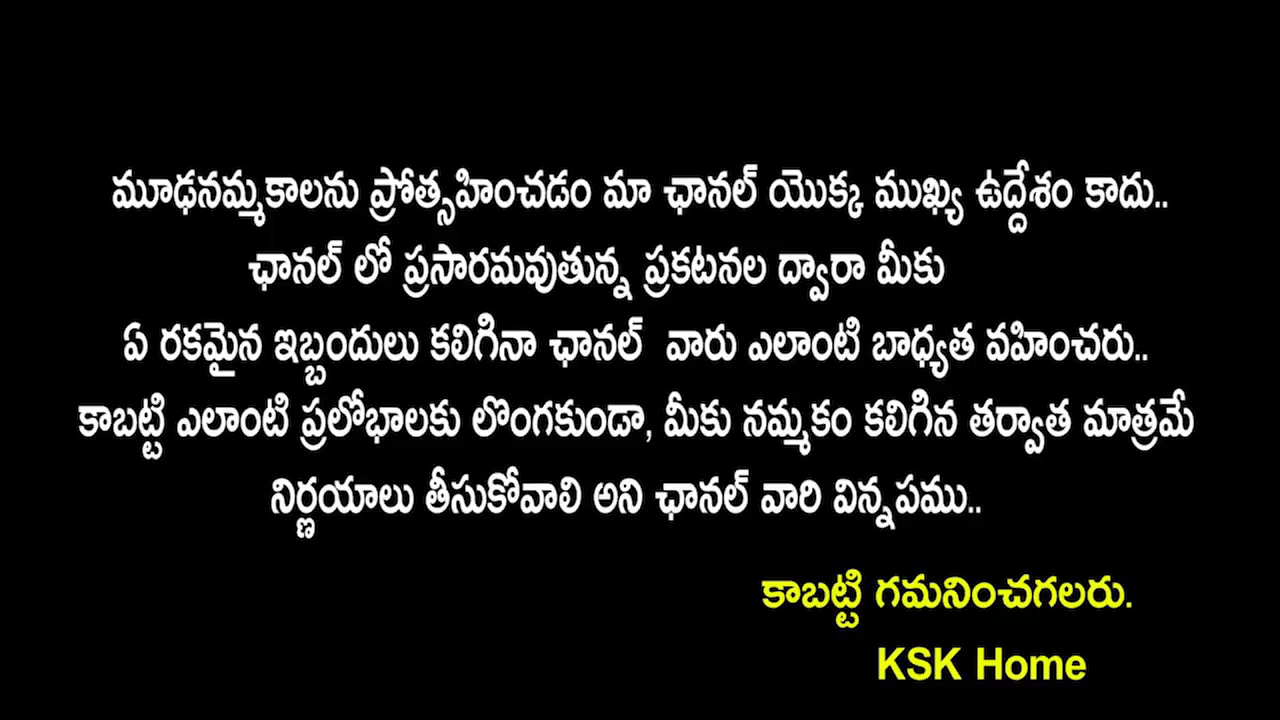 మూఢనమ్మకాలను ప్రోత్సహించడం మా ఛానల్ యొక్క ముఖ్య ఉద్దేశం కాదు..
ఛానల్ లో ప్రసారమవుతున్న ప్రకటనల ద్వారా మీకు
ఏ రకమైన ఇబ్బందులు కలిగినా ఛానల్ వారు ఎలాంటి బాధ్యత వహించరు..
కాబట్టి ఎలాంటి ప్రలోభాలకు లొంగకుండా, మీకు నమ్మకం కలిగిన తర్వాత మాత్రమే
నిర్ణయాలు తీసుకోవాలి అని ఛానల్ వారి విన్నపము..
కాబట్టి గమనించగలరు.
KSK Home